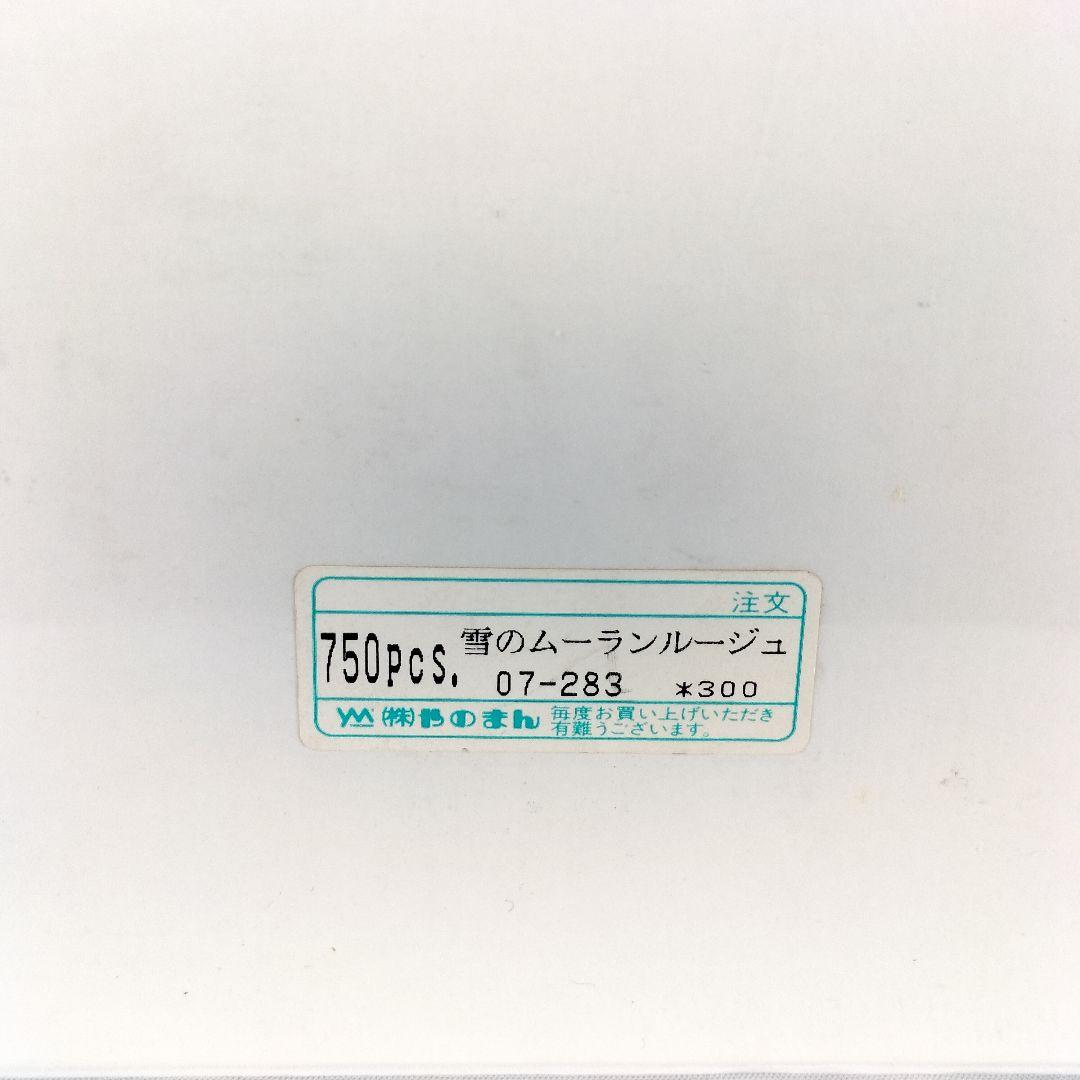 注文
750pcs.
雪のムーランルージュ
07-283 *300
YM ㈱やのまん
毎度お買い上げいただき
有難うございます。